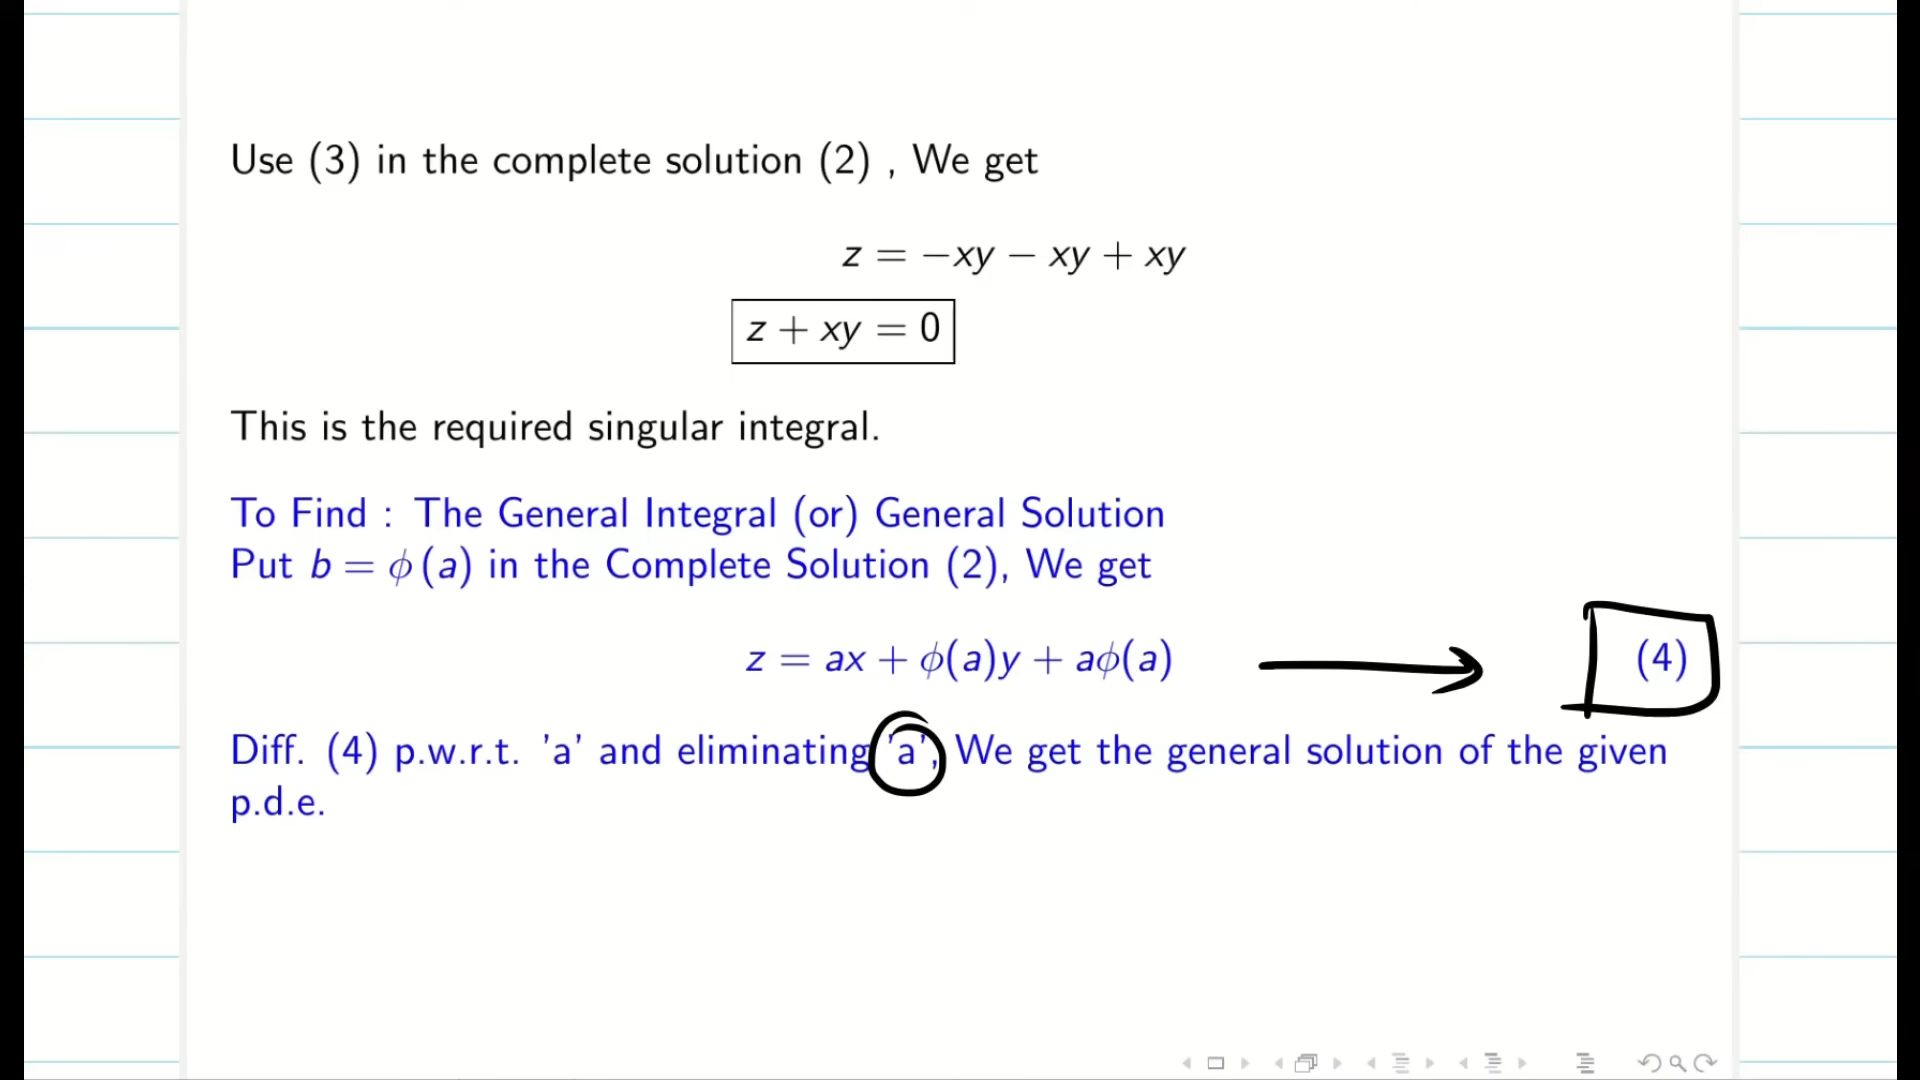 Use (3) in the complete solution (2) , We get
z = −xy − xy + xy
z + xy = 0
This is the required singular integral.
To Find : The General Integral (or) General Solution
Put b = ϕ(a) in the Complete Solution (2), We get
z = ax + ϕ(a)y + aϕ(a) (4)
Diff. (4) p.w.r.t. 'a' and eliminating 'a', We get the general solution of the given
p.d.e.